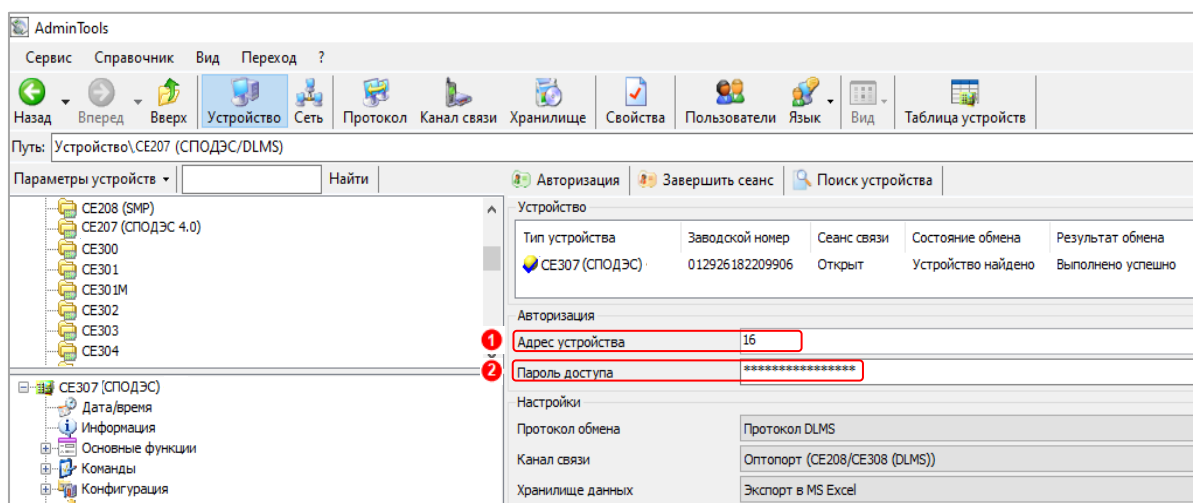 AdminTools
Сервис Справочник Вид Переход ?
Назад Вперед Вверх Устройство Сеть Протокол Канал связи Хранилище Свойства Пользователи Язык Вид Таблица устройств
Путь: Устройство\CE207 (СПОДЭС/DLMS)
Параметры устройств Найти
Авторизация Завершить сеанс Поиск устройства
CE208 (SMP)
CE207 (СПОДЭС 4.0)
CE300
CE301
CE301M
CE302
CE303
CE304
CE307 (СПОДЭС)
Дата/время
Информация
Основные функции
Команды
Конфигурация
Устройство
Тип устройства Заводской номер Сеанс связи Состояние обмена Результат обмена
CE307 (СПОДЭС) 012926182209906 Открыт Устройство найдено Выполнено успешно
Авторизация
1 Адрес устройства 16
2 Пароль доступа ****************
Настройки
Протокол обмена Протокол DLMS
Канал связи Оптопорт (CE208/CE308 (DLMS))
Хранилище данных Экспорт в MS Excel